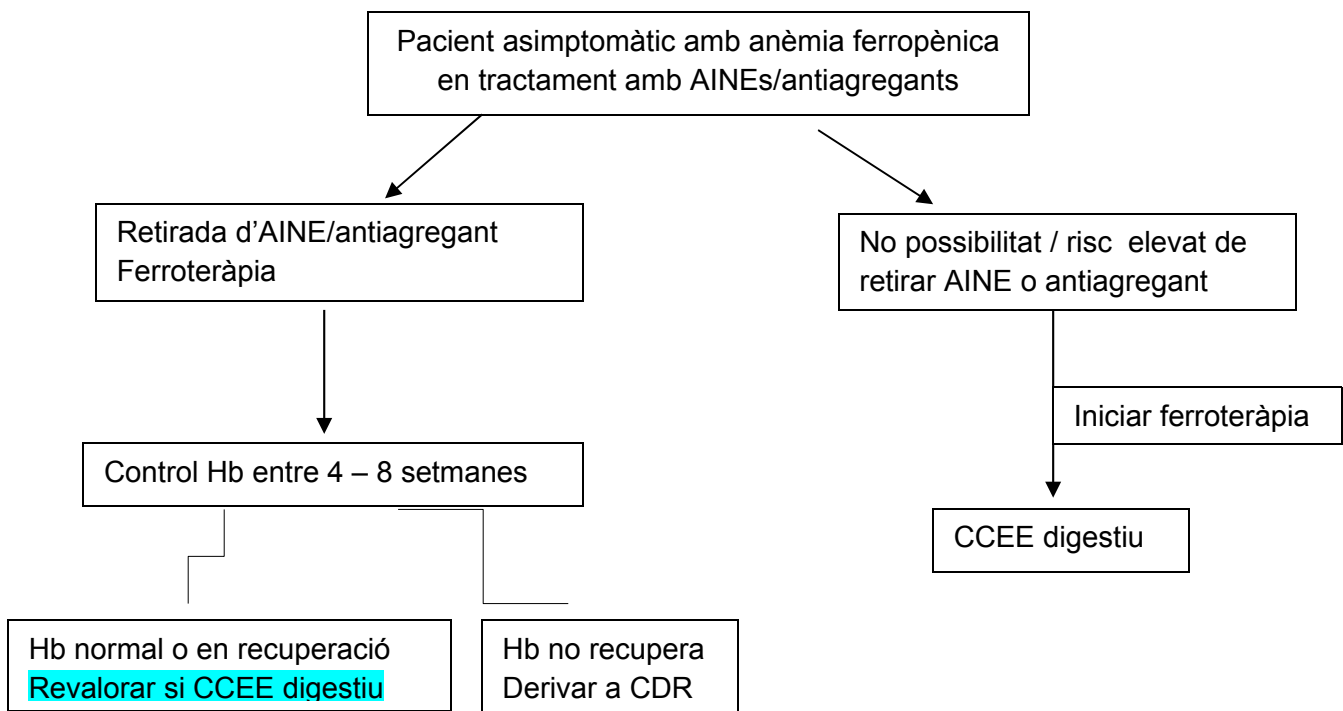 Pacient asimptomàtic amb anèmia ferropènica
en tractament amb AINEs/antiagregants
Retirada d’AINE/antiagregant
Ferroteràpia
No possibilitat / risc elevat de
retirar AINE o antiagregant
Iniciar ferroteràpia
Control Hb entre 4 – 8 setmanes
CCEE digestiu
Hb normal o en recuperació
Revalorar si CCEE digestiu
Hb no recupera
Derivar a CDR